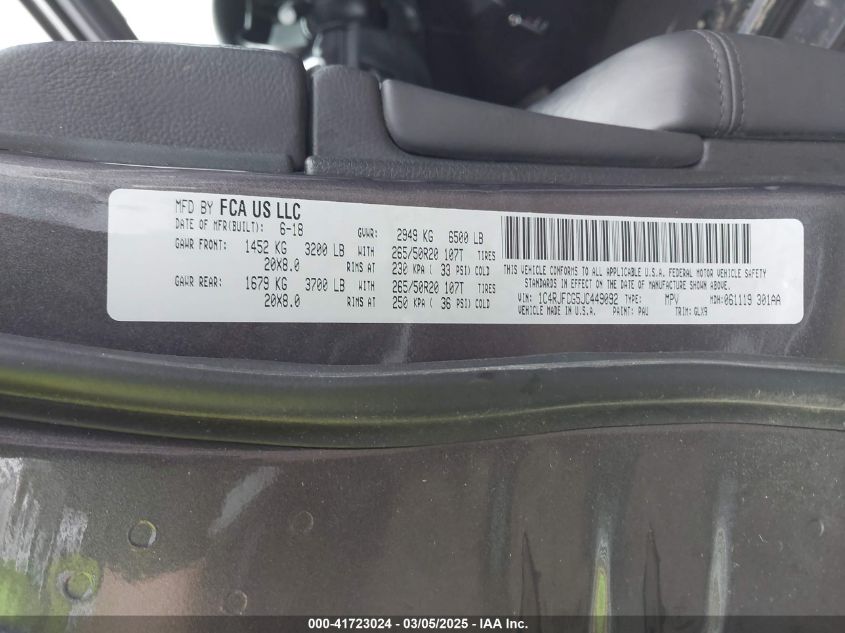 MFD BY FCA US LLC
DATE OF MFR(BUILT): 6-18 GVWR: 2949 KG 6500 LB
GAWR FRONT: 1452 KG 3200 LB WITH 265/50R20 107T TIRES
20X8.0 RIMS AT 230 KPA ( 33 PSI) COLD
GAWR REAR: 1679 KG 3700 LB WITH 265/50R20 107T TIRES
20X8.0 RIMS AT 250 KPA ( 36 PSI) COLD
THIS VEHICLE CONFORMS TO ALL APPLICABLE U.S.A. FEDERAL MOTOR VEHICLE SAFETY
STANDARDS IN EFFECT ON THE DATE OF MANUFACTURE SHOWN ABOVE.
VIN: 1C4RJFCG5JC449092 TYPE: MPV MDH:061119 301AA
VEHICLE MADE IN U.S.A. PAINT: PAU TRIM: GLX9
000-41723024 - 03/05/2025 - IAA Inc.